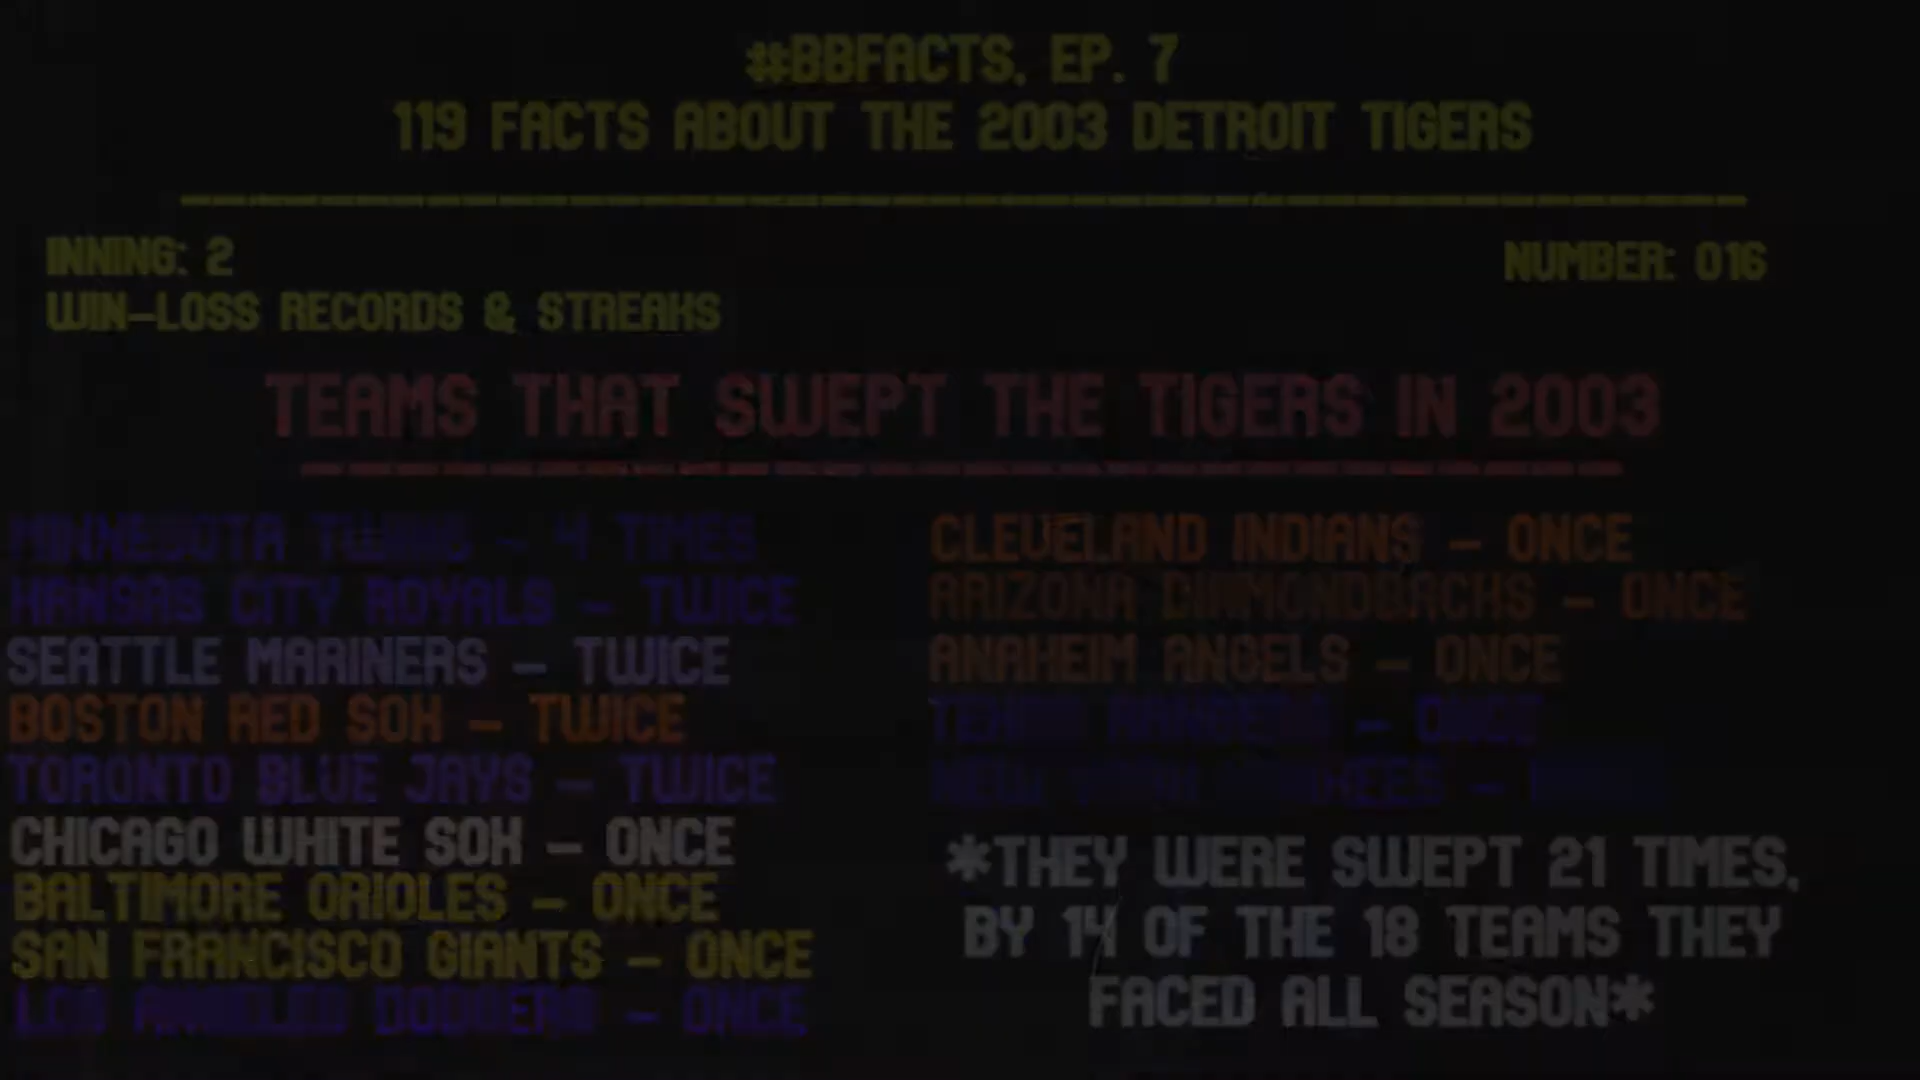 #BBFACTS, EP. 7
119 FACTS ABOUT THE 2003 DETROIT TIGERS
INNING: 2
NUMBER: 016
WIN-LOSS RECORDS & STREAKS
TEAMS THAT SWEPT THE TIGERS IN 2003
MINNESOTA TWINS - 4 TIMES
KANSAS CITY ROYALS - TWICE
SEATTLE MARINERS - TWICE
BOSTON RED SOX - TWICE
TORONTO BLUE JAYS - TWICE
CHICAGO WHITE SOX - ONCE
BALTIMORE ORIOLES - ONCE
SAN FRANCISCO GIANTS - ONCE
LOS ANGELES DODGERS - ONCE
CLEVELAND INDIANS - ONCE
ARIZONA DIAMONDBACKS - ONCE
ANAHEIM ANGELS - ONCE
TEXAS RANGERS - ONCE
NEW YORK YANKEES -
*THEY WERE SWEPT 21 TIMES,
BY 14 OF THE 18 TEAMS THEY
FACED ALL SEASON*